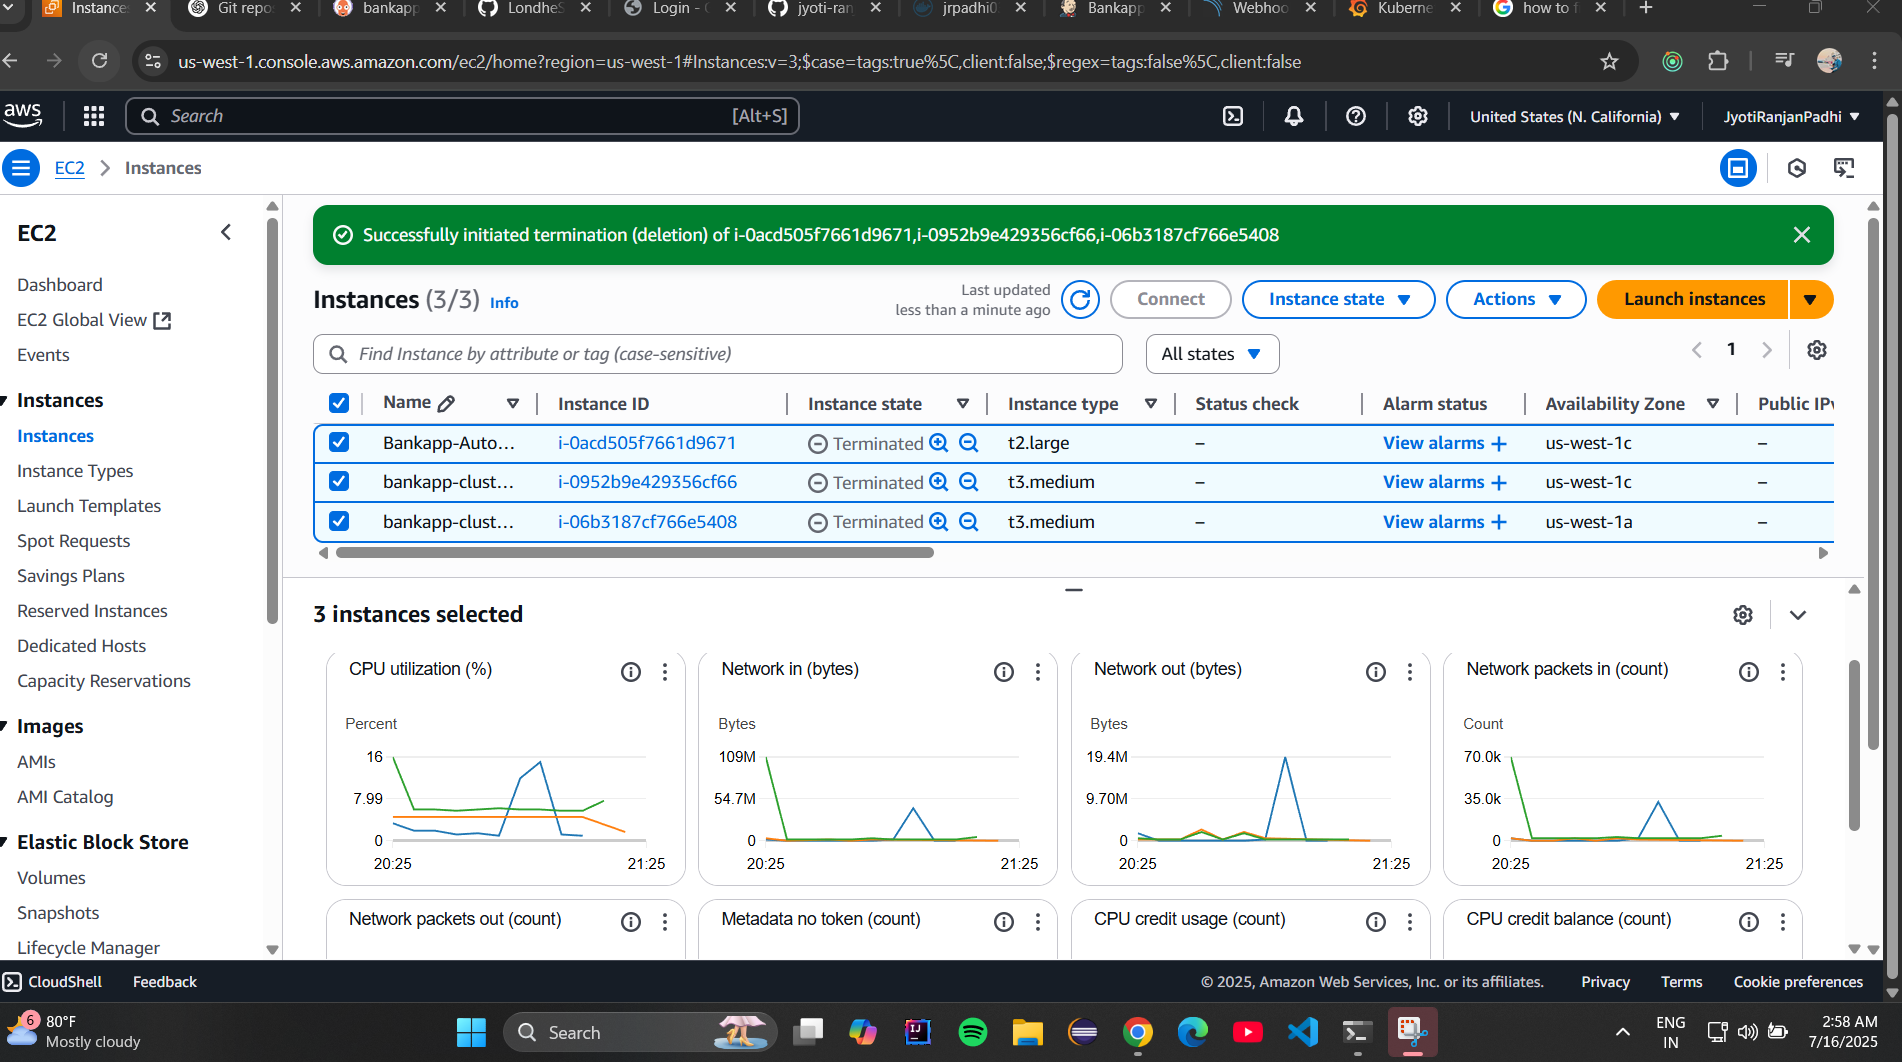 Instances
Git repo
bankapp
LondheS
Login - 
jyoti-ran
jrpadhi0
Bankapp
Webhoo
Kuberne
how to f
us-west-1.console.aws.amazon.com/ec2/home?region=us-west-1#Instances:v=3;$case=tags:true%5C,client:false;$regex=tags:false%5C,client:false
aws
Search [Alt+S]
United States (N. California)
JyotiRanjanPadhi
EC2 > Instances
EC2
Dashboard
EC2 Global View
Events
Instances
Instances
Instance Types
Launch Templates
Spot Requests
Savings Plans
Reserved Instances
Dedicated Hosts
Capacity Reservations
Images
AMIs
AMI Catalog
Elastic Block Store
Volumes
Snapshots
Lifecycle Manager
Successfully initiated termination (deletion) of i-0acd505f7661d9671,i-0952b9e429356cf66,i-06b3187cf766e5408
Instances (3/3) Info
Last updated
less than a minute ago
Connect
Instance state
Actions
Launch instances
Find Instance by attribute or tag (case-sensitive)
All states
1
Name Instance ID Instance state Instance type Status check Alarm status Availability Zone Public IPv
Bankapp-Auto... i-0acd505f7661d9671 Terminated t2.large – View alarms + us-west-1c –
bankapp-clust... i-0952b9e429356cf66 Terminated t3.medium – View alarms + us-west-1c –
bankapp-clust... i-06b3187cf766e5408 Terminated t3.medium – View alarms + us-west-1a –
3 instances selected
CPU utilization (%)
Percent
16
7.99
0
20:25 21:25
Network in (bytes)
Bytes
109M
54.7M
0
20:25 21:25
Network out (bytes)
Bytes
19.4M
9.70M
0
20:25 21:25
Network packets in (count)
Count
70.0k
35.0k
0
20:25 21:25
Network packets out (count)
Metadata no token (count)
CPU credit usage (count)
CPU credit balance (count)
CloudShell
Feedback
© 2025, Amazon Web Services, Inc. or its affiliates.
Privacy
Terms
Cookie preferences
6
80°F
Mostly cloudy
Search
IJ
ENG
IN
2:58 AM
7/16/2025